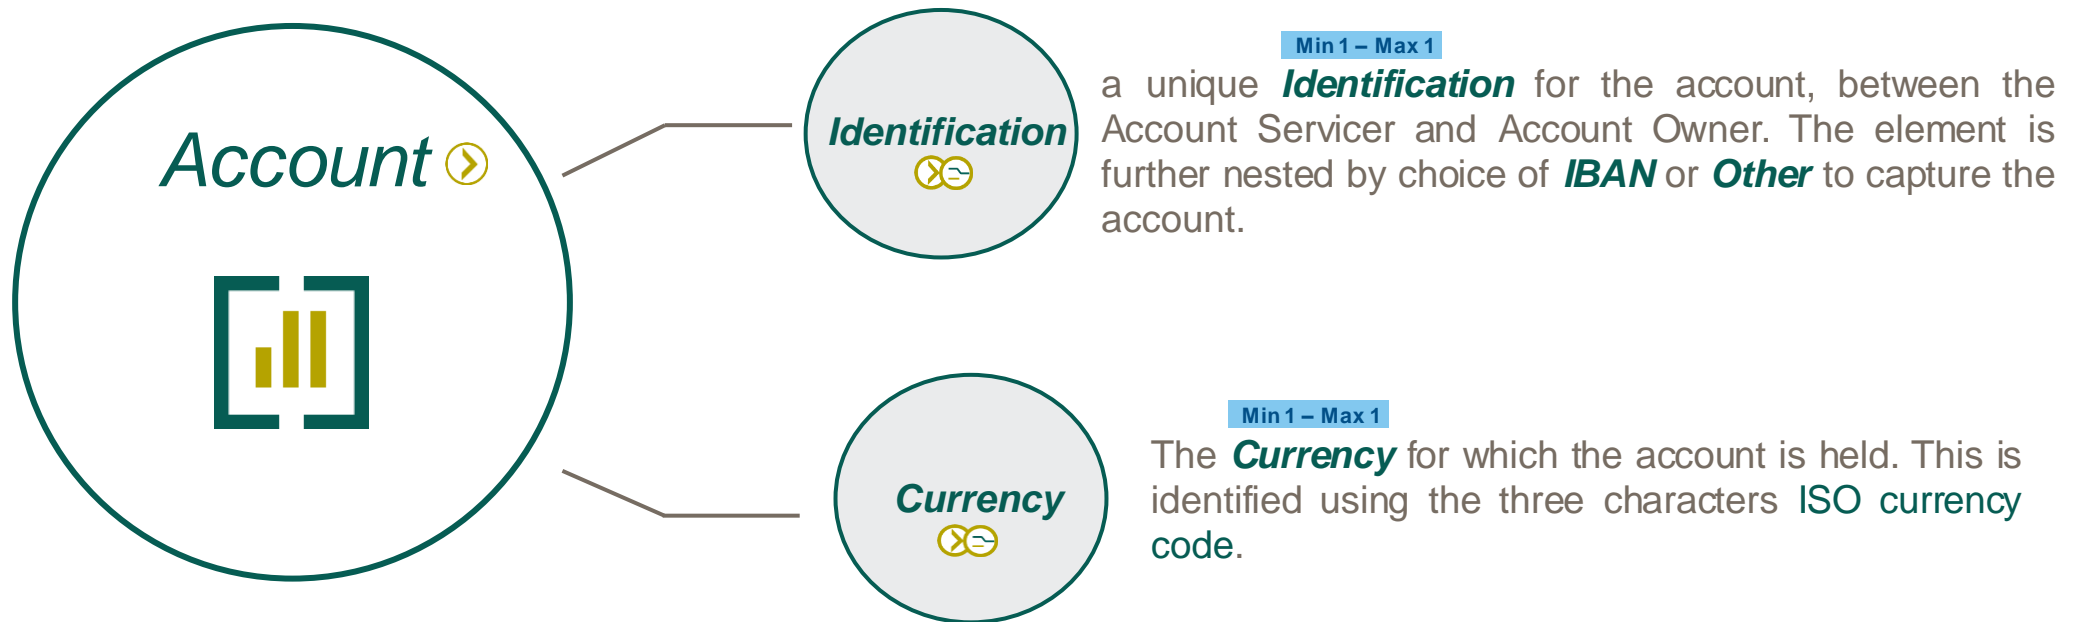 Account
Identification
Min 1 – Max 1
a unique Identification for the account, between the
Account Servicer and Account Owner. The element is
further nested by choice of IBAN or Other to capture the
account.
Currency
Min 1 – Max 1
The Currency for which the account is held. This is
identified using the three characters ISO currency
code.